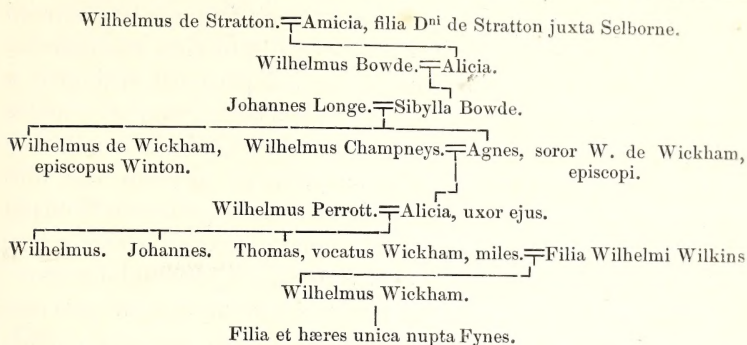 Wilhelmus de Stratton.=Amicia, filia Dni de Stratton juxta Selborne.
Wilhelmus Bowde.=Alicia.
Johannes Longe.=Sibylla Bowde.
Wilhelmus de Wickham, Wilhelmus Champneys.=Agnes, soror W. de Wickham,
episcopus Winton. episcopi.
Wilhelmus Perrott.=Alicia, uxor ejus.
Wilhelmus. Johannes. Thomas, vocatus Wickham, miles.=Filia Wilhelmi Wilkins
Wilhelmus Wickham.
Filia et hæres unica nupta Fynes.